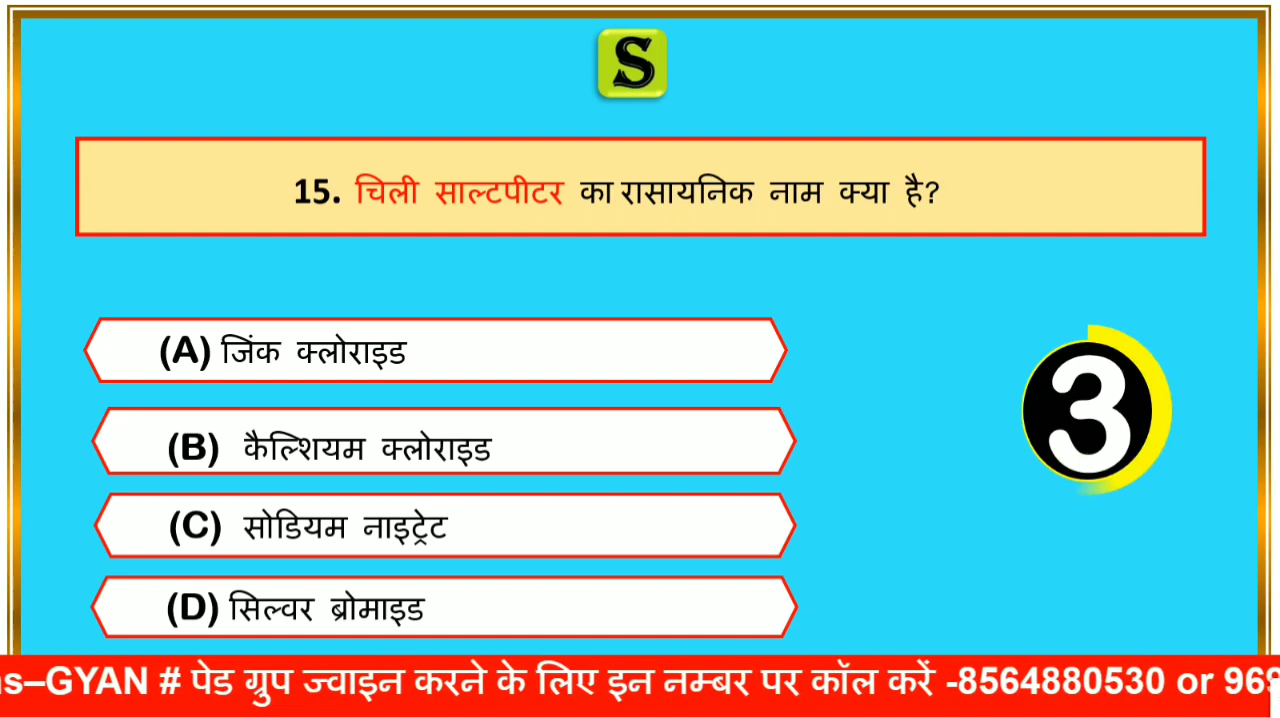 S
15. चिली साल्टपीटर का रासायनिक नाम क्या है?
(A) जिंक क्लोराइड
(B) कैल्शियम क्लोराइड
3
(C) सोडियम नाइट्रेट
(D) सिल्वर ब्रोमाइड
–GYAN # पेड ग्रुप ज्वाइन करने के लिए इन नम्बर पर कॉल करें -8564880530 or